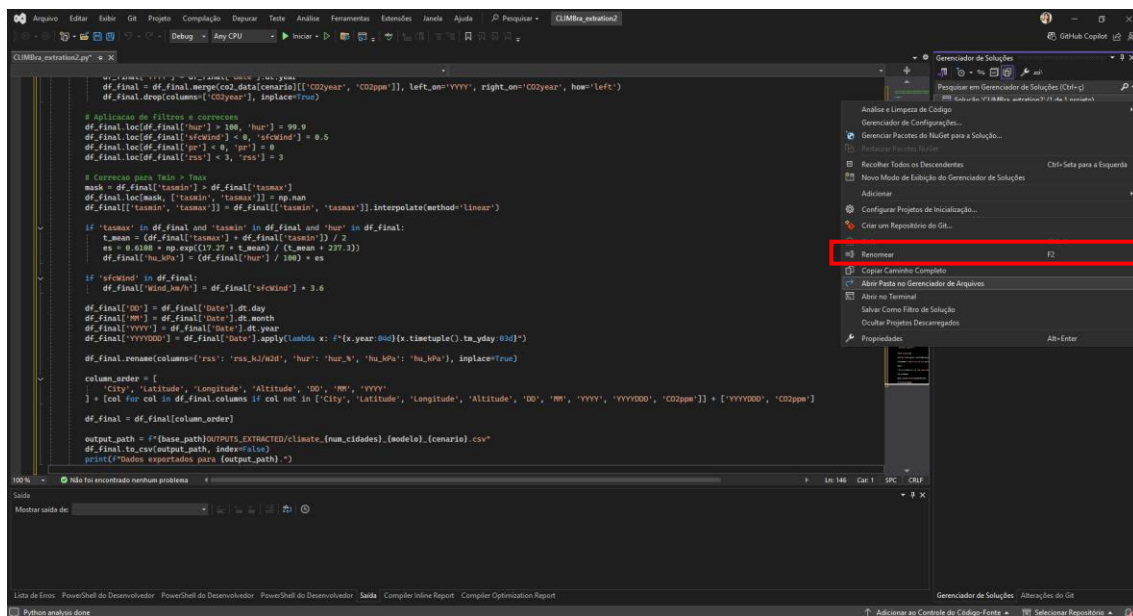 Arquivo Editar Exibir Git Projeto Compilação Depurar Teste Análise Ferramentas Extensões Janela Ajuda Pesquisar CLIMBra_extration2
Debug Any CPU Iniciar GitHub Copilot
CLIMBra_extration2.py*
df_final = df_final.merge(co2_data[cenario][['CO2year', 'CO2ppm']], left_on='YYYY', right_on='CO2year', how='left')
df_final.drop(columns=['CO2year'], inplace=True)
# Aplicacao de filtros e correcoes
df_final.loc[df_final['hur'] > 100, 'hur'] = 99.9
df_final.loc[df_final['sfcWind'] < 0, 'sfcWind'] = 0.5
df_final.loc[df_final['pr'] < 0, 'pr'] = 0
df_final.loc[df_final['rss'] < 3, 'rss'] = 3
# Correcao para Tmin > Tmax
mask = df_final['tasmin'] > df_final['tasmax']
df_final.loc[mask, ['tasmin', 'tasmax']] = np.nan
df_final[['tasmin', 'tasmax']] = df_final[['tasmin', 'tasmax']].interpolate(method='linear')
if 'tasmax' in df_final and 'tasmin' in df_final and 'hur' in df_final:
t_mean = (df_final['tasmax'] + df_final['tasmin']) / 2
es = 0.6108 * np.exp((17.27 * t_mean) / (t_mean + 237.3))
df_final['hu_kPa'] = (df_final['hur'] / 100) * es
if 'sfcWind' in df_final:
df_final['Wind_km/h'] = df_final['sfcWind'] * 3.6
df_final['DD'] = df_final['Date'].dt.day
df_final['MM'] = df_final['Date'].dt.month
df_final['YYYY'] = df_final['Date'].dt.year
df_final['YYYYDDD'] = df_final['Date'].apply(lambda x: f"{x.year:04d}{x.timetuple().tm_yday:03d}")
df_final.rename(columns={'rss': 'rss_kJ/m2d', 'hur': 'hur_%', 'hu_kPa': 'hu_kPa'}, inplace=True)
column_order = [
'City', 'Latitude', 'Longitude', 'Altitude', 'DD', 'MM', 'YYYY'
] + [col for col in df_final.columns if col not in ['City', 'Latitude', 'Longitude', 'Altitude', 'DD', 'MM', 'YYYY', 'YYYYDDD', 'CO2ppm']] + ['YYYYDDD', 'CO2ppm']
df_final = df_final[column_order]
output_path = f"{base_path}OUTPUTS_EXTRACTED/climate_{num_cidades}_{modelo}_{cenario}.csv"
df_final.to_csv(output_path, index=False)
print(f"Dados exportados para {output_path}.")
100 % Não foi encontrado nenhum problema Ln: 146 Car: 1 SPC CRLF
Gerenciador de Soluções
Pesquisar em Gerenciador de Soluções (Ctrl+ç)
Solução 'CLIMBra_extration2' (1 de 1 projeto)
Análise e Limpeza de Código
Gerenciador de Configurações...
Gerenciar Pacotes do NuGet para a Solução...
Restaurar Pacotes NuGet
Recolher Todos os Descendentes Ctrl+Seta para a Esquerda
Novo Modo de Exibição do Gerenciador de Soluções
Adicionar
Configurar Projetos de Inicialização...
Criar um Repositório do Git...
Renomear F2
Copiar Caminho Completo
Abrir Pasta no Gerenciador de Arquivos
Abrir no Terminal
Salvar Como Filtro de Solução
Ocultar Projetos Descarregados
Propriedades Alt+Enter
Saída
Mostrar saída de:
Lista de Erros PowerShell do Desenvolvedor PowerShell do Desenvolvedor PowerShell do Desenvolvedor Saída Compiler Inline Report Compiler Optimization Report
Gerenciador de Soluções Alterações do Git
Python analysis done Adicionar ao Controle do Código-Fonte Selecionar Repositório